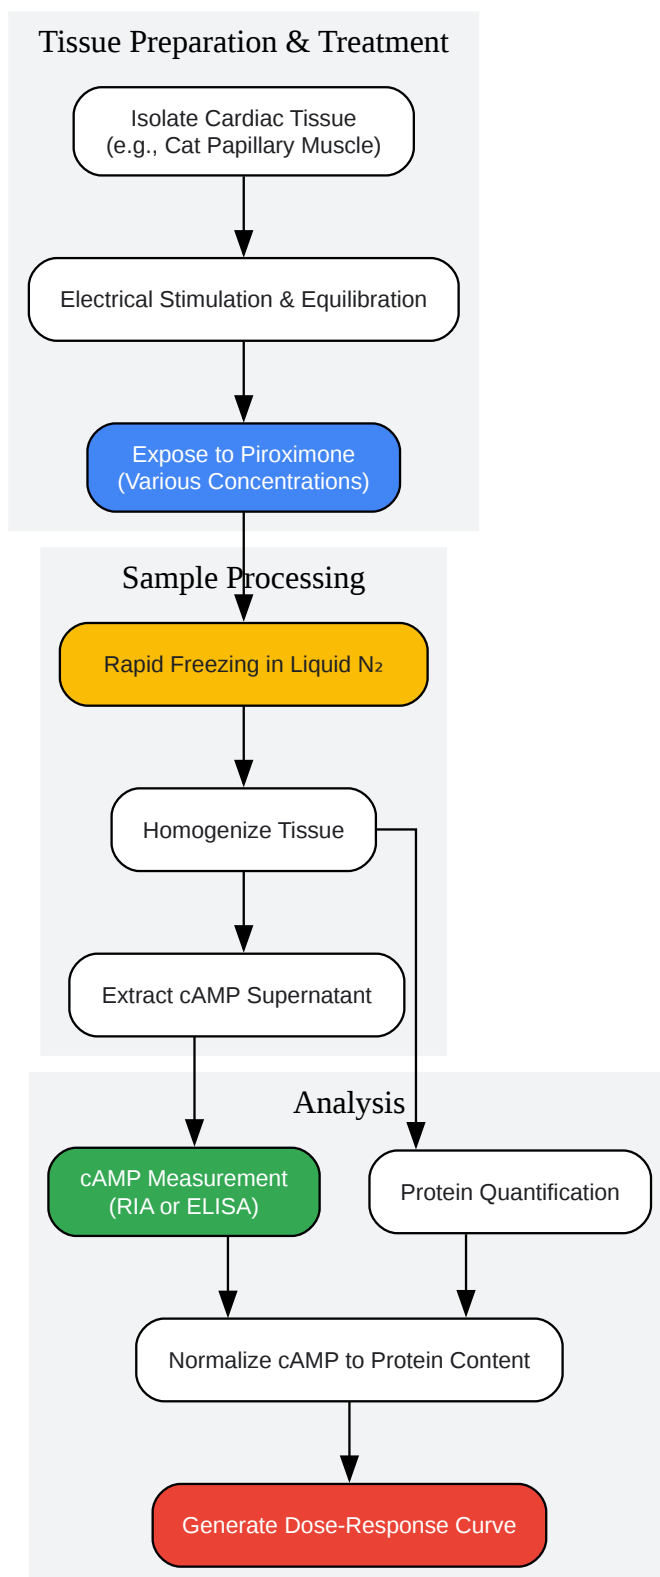 Tissue Preparation & Treatment
Isolate Cardiac Tissue
(e.g., Cat Papillary Muscle)
Electrical Stimulation & Equilibration
Expose to Piroximone
(Various Concentrations)
Sample Processing
Rapid Freezing in Liquid N₂
Homogenize Tissue
Extract cAMP Supernatant
Analysis
cAMP Measurement
(RIA or ELISA)
Protein Quantification
Normalize cAMP to Protein Content
Generate Dose-Response Curve